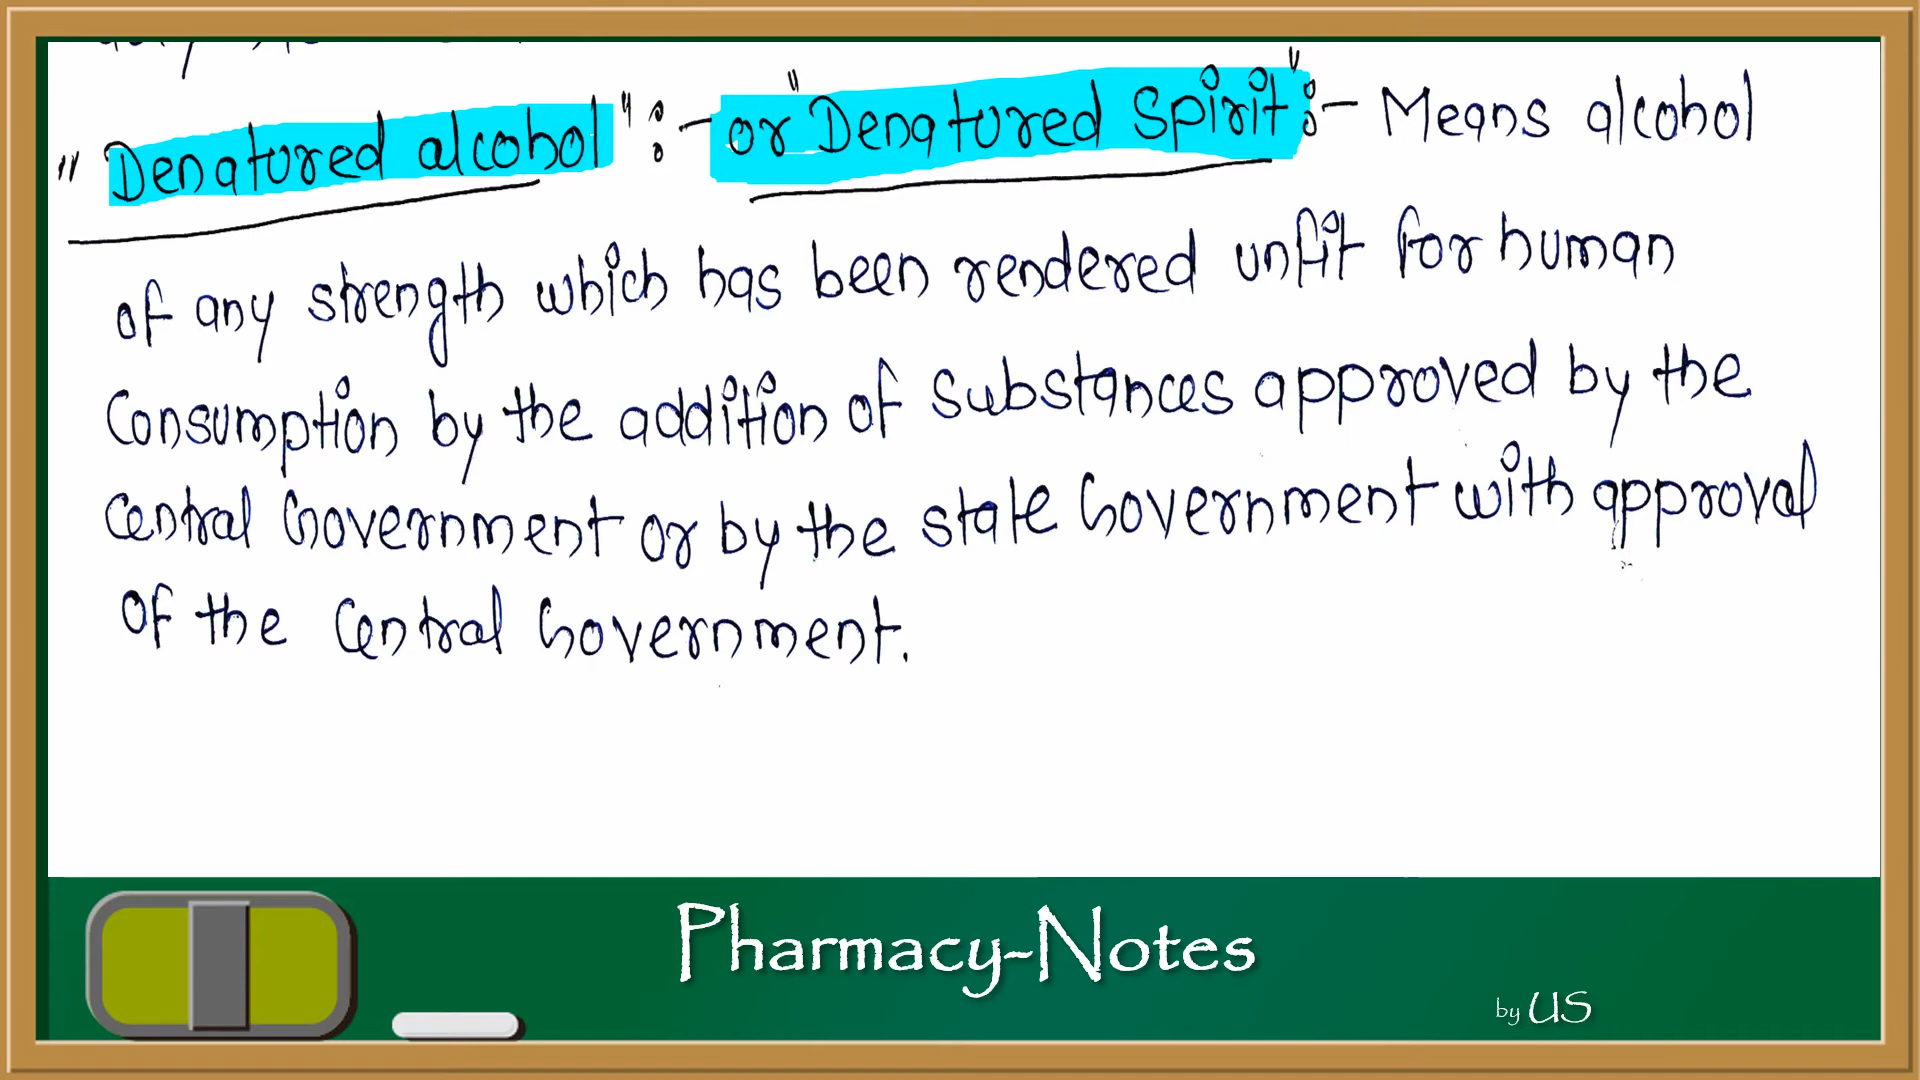 "Denatured alcohol" :- or "Denatured Spirit" :- Means alcohol
of any strength which has been rendered unfit for human
Consumption by the addition of substances approved by the
Central Government or by the state Government with approval
of the Central Government.
Pharmacy-Notes
by US